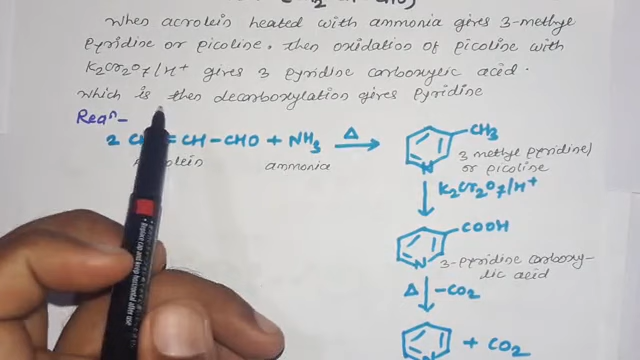 When acrolein heated with ammonia gives 3-methye
pyridine or picoline. then oxidation of picoline with
K2Cr2O7/H+ gives 3 pyridine carboxylic acid.
which is then decarboxylation gives Pyridine
Reaⁿ-
2 CH-CHO + NH3 Δ
CH3
ammonia
3 methyl pyridine/
or picoline
N
K2Cr2O7/H+
COOH
N
3-pyridine carboxy-
lic acid
Δ -CO2
+ CO2